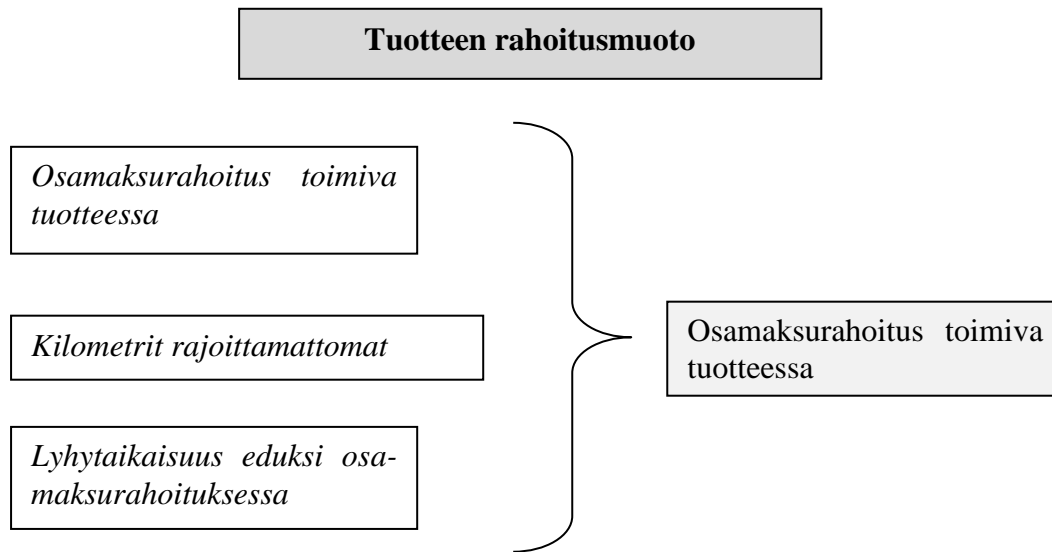 Tuotteen rahoitusmuoto
Osamaksurahoitus toimiva
tuotteessa
Kilometrit rajoittamattomat
Lyhytaikaisuus eduksi osa-
maksurahoituksessa
Osamaksurahoitus toimiva
tuotteessa